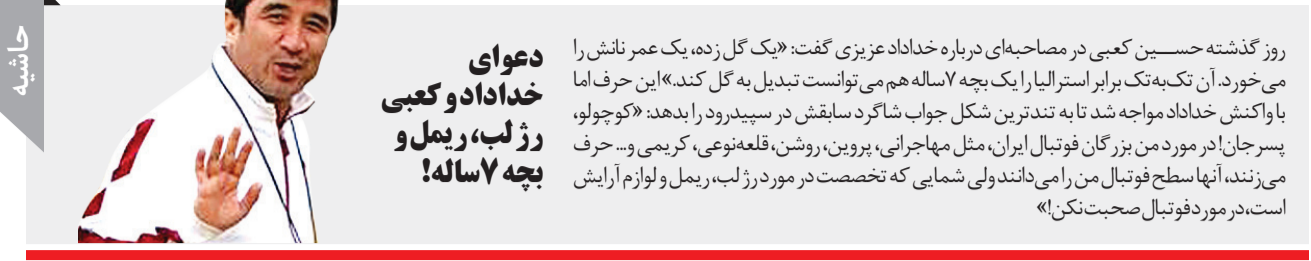 حاشیه
دعوای
خداداد و کعبی
رژ لب، ریمل و
بچه ۷ساله!
روز گذشته حسین کعبی در مصاحبه‌ای درباره خداداد عزیزی گفت: «یک گل زده، یک عمر نانش را
می‌خورد. آن تک‌به‌تک برابر استرالیا را یک بچه ۷ساله هم می‌توانست تبدیل به گل کند.» این حرف اما
با واکنش خداداد مواجه شد تا به تندترین شکل جواب شاگرد سابقش در سپیدرود را بدهد: «کوچولو،
پسرجان! در مورد من بزرگان فوتبال ایران، مثل مهاجرانی، پروین، روشن، قلعه‌نوعی، کریمی و... حرف
می‌زنند، آنها سطح فوتبال من را می‌دانند ولی شمایی که تخصصت در مورد رژ لب، ریمل و لوازم آرایش
است، در مورد فوتبال صحبت نکن!»